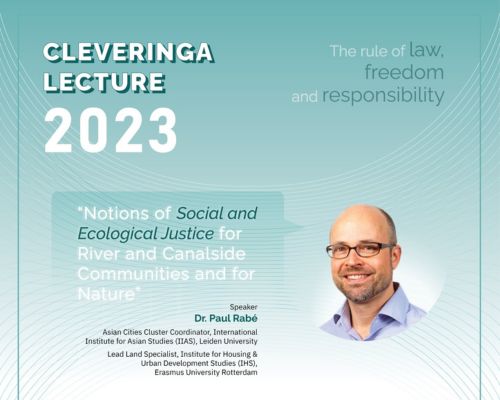 CLEVERINGA
LECTURE
2023
The rule of law,
freedom
and responsibility
"Notions of Social and
Ecological Justice for
River and Canalside
Communities and for
Nature"
Speaker
Dr. Paul Rabé
Asian Cities Cluster Coordinator, International
Institute for Asian Studies (IIAS), Leiden University
Lead Land Specialist, Institute for Housing &
Urban Development Studies (IHS),
Erasmus University Rotterdam